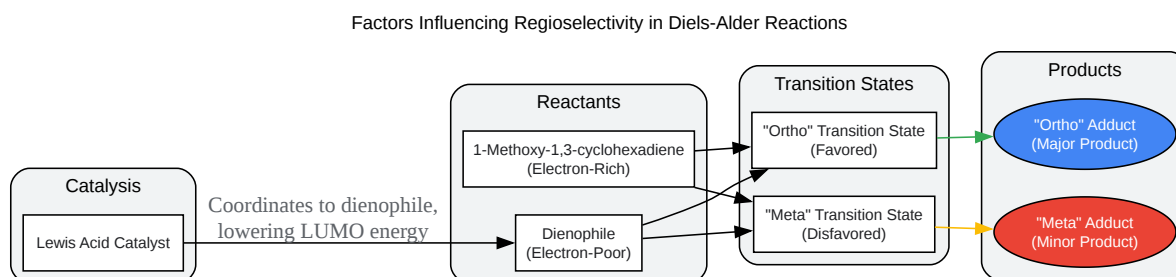 Factors Influencing Regioselectivity in Diels-Alder Reactions
Catalysis
Lewis Acid Catalyst
Coordinates to dienophile,
lowering LUMO energy
Reactants
1-Methoxy-1,3-cyclohexadiene
(Electron-Rich)
Dienophile
(Electron-Poor)
Transition States
"Ortho" Transition State
(Favored)
"Meta" Transition State
(Disfavored)
Products
"Ortho" Adduct
(Major Product)
"Meta" Adduct
(Minor Product)